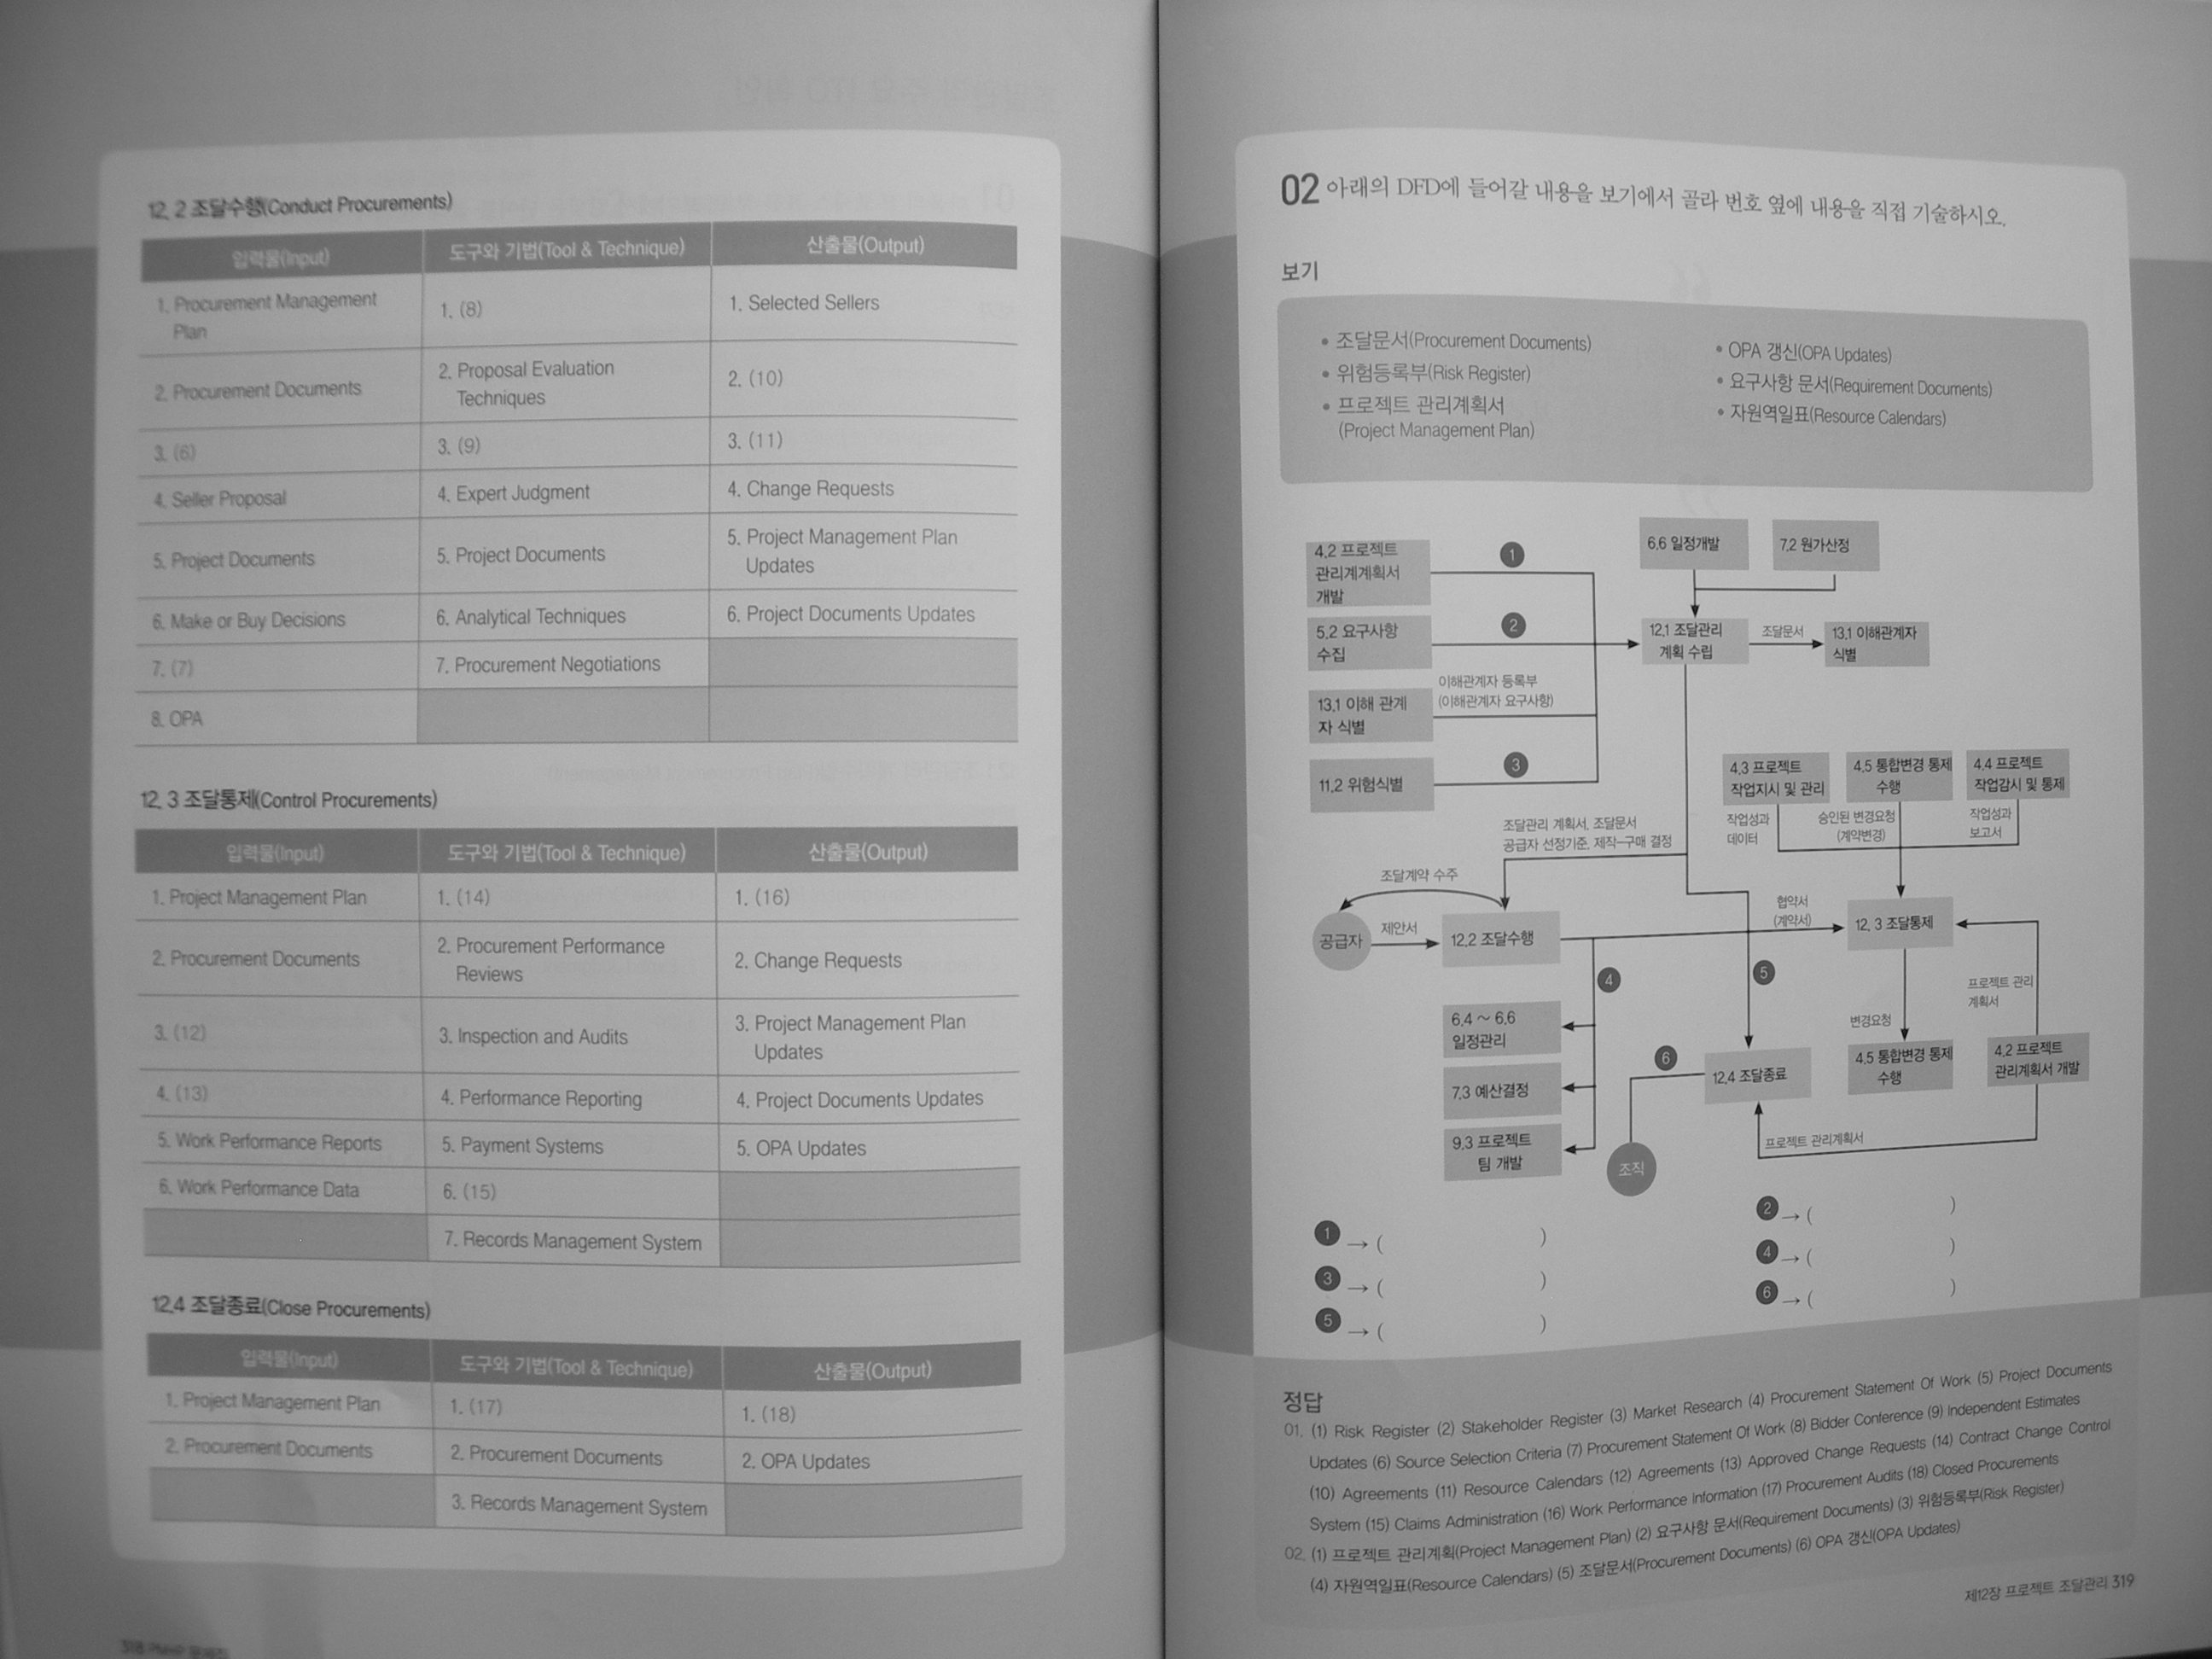 12. 2 조달수행(Conduct Procurements)
입력물(Input)
도구와 기법(Tool & Technique)
산출물(Output)
1. Procurement Management
Plan
1. (8)
1. Selected Sellers
2. Procurement Documents
2. Proposal Evaluation
Techniques
2. (10)
3. (6)
3. (9)
3. (11)
4. Seller Proposal
4. Expert Judgment
4. Change Requests
5. Project Documents
5. Project Documents
5. Project Management Plan
Updates
6. Make or Buy Decisions
6. Analytical Techniques
6. Project Documents Updates
7. (7)
7. Procurement Negotiations
8. OPA
12. 3 조달통제(Control Procurements)
입력물(Input)
도구와 기법(Tool & Technique)
산출물(Output)
1. Project Management Plan
1. (14)
1. (16)
2. Procurement Documents
2. Procurement Performance
Reviews
2. Change Requests
3. (12)
3. Inspection and Audits
3. Project Management Plan
Updates
4. (13)
4. Performance Reporting
4. Project Documents Updates
5. Work Performance Reports
5. Payment Systems
5. OPA Updates
6. Work Performance Data
6. (15)
7. Records Management System
12.4 조달종료(Close Procurements)
입력물(Input)
도구와 기법(Tool & Technique)
산출물(Output)
1. Project Management Plan
1. (17)
1. (18)
2. Procurement Documents
2. Procurement Documents
2. OPA Updates
3. Records Management System
318
02 아래의 DFD에 들어갈 내용을 보기에서 골라 번호 옆에 내용을 직접 기술하시오.
보기
• 조달문서(Procurement Documents)
• 위험등록부(Risk Register)
• 프로젝트 관리계획서
(Project Management Plan)
• OPA 갱신(OPA Updates)
• 요구사항 문서(Requirement Documents)
• 자원역일표(Resource Calendars)
4.2 프로젝트
관리계계획서
개발
1
6.6 일정개발
7.2 원가산정
5.2 요구사항
수집
2
12.1 조달관리
계획 수립
조달문서
13.1 이해관계자
식별
13.1 이해 관계
자 식별
이해관계자 등록부
(이해관계자 요구사항)
11.2 위험식별
3
4.3 프로젝트
작업지시 및 관리
4.5 통합변경 통제
수행
4.4 프로젝트
작업감시 및 통제
작업성과
데이터
승인된 변경요청
(계약변경)
작업성과
보고서
조달관리 계획서, 조달문서
공급자 선정기준, 제작-구매 결정
조달계약 수주
공급자
제안서
12.2 조달수행
협약서
(계약서)
12. 3 조달통제
4
5
프로젝트 관리
계획서
변경요청
6.4 ~ 6.6
일정관리
7.3 예산결정
9.3 프로젝트
팀 개발
6
12.4 조달종료
4.5 통합변경 통제
수행
4.2 프로젝트
관리계획서 개발
조직
프로젝트 관리계획서
1 → ( )
2 → ( )
3 → ( )
4 → ( )
5 → ( )
6 → ( )
정답
01. (1) Risk Register (2) Stakeholder Register (3) Market Research (4) Procurement Statement Of Work (5) Project Documents
Updates (6) Source Selection Criteria (7) Procurement Statement Of Work (8) Bidder Conference (9) Independent Estimates
(10) Agreements (11) Resource Calendars (12) Agreements (13) Approved Change Requests (14) Contract Change Control
System (15) Claims Administration (16) Work Performance Information (17) Procurement Audits (18) Closed Procurements
02. (1) 프로젝트 관리계획(Project Management Plan) (2) 요구사항 문서(Requirement Documents) (3) 위험등록부(Risk Register)
(4) 자원역일표(Resource Calendars) (5) 조달문서(Procurement Documents) (6) OPA 갱신(OPA Updates)
제12장 프로젝트 조달관리 319